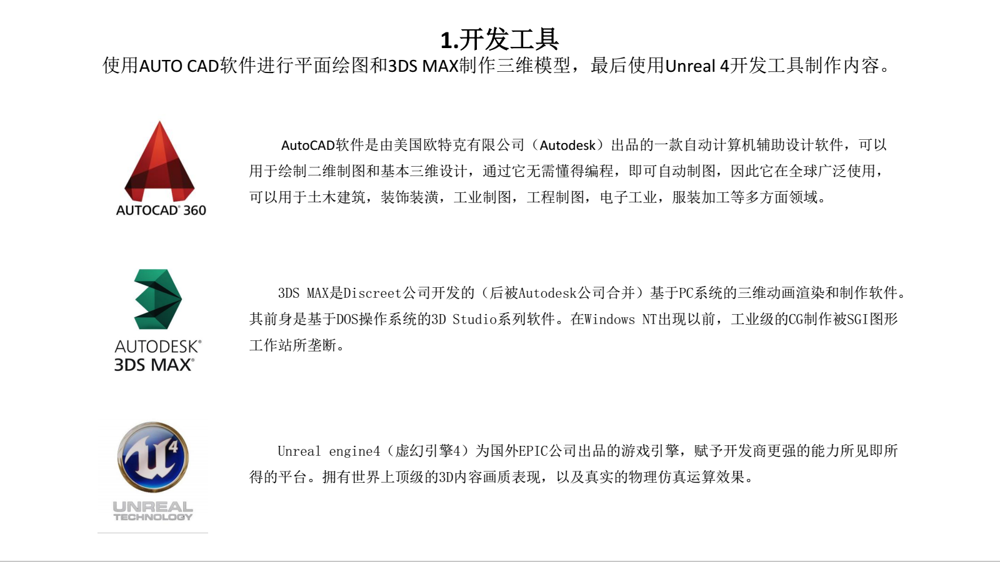 1.开发工具
使用AUTO CAD软件进行平面绘图和3DS MAX制作三维模型，最后使用Unreal 4开发工具制作内容。
AutoCAD软件是由美国欧特克有限公司（Autodesk）出品的一款自动计算机辅助设计软件，可以
用于绘制二维制图和基本三维设计，通过它无需懂得编程，即可自动制图，因此它在全球广泛使用，
可以用于土木建筑，装饰装潢，工业制图，工程制图，电子工业，服装加工等多方面领域。
AUTOCAD® 360
3DS MAX是Discreet公司开发的（后被Autodesk公司合并）基于PC系统的三维动画渲染和制作软件。
其前身是基于DOS操作系统的3D Studio系列软件。在Windows NT出现以前，工业级的CG制作被SGI图形
工作站所垄断。
AUTODESK®
3DS MAX®
Unreal engine4（虚幻引擎4）为国外EPIC公司出品的游戏引擎，赋予开发商更强的能力所见即所
得的平台。拥有世界上顶级的3D内容画质表现，以及真实的物理仿真运算效果。
U4
UNREAL
TECHNOLOGY